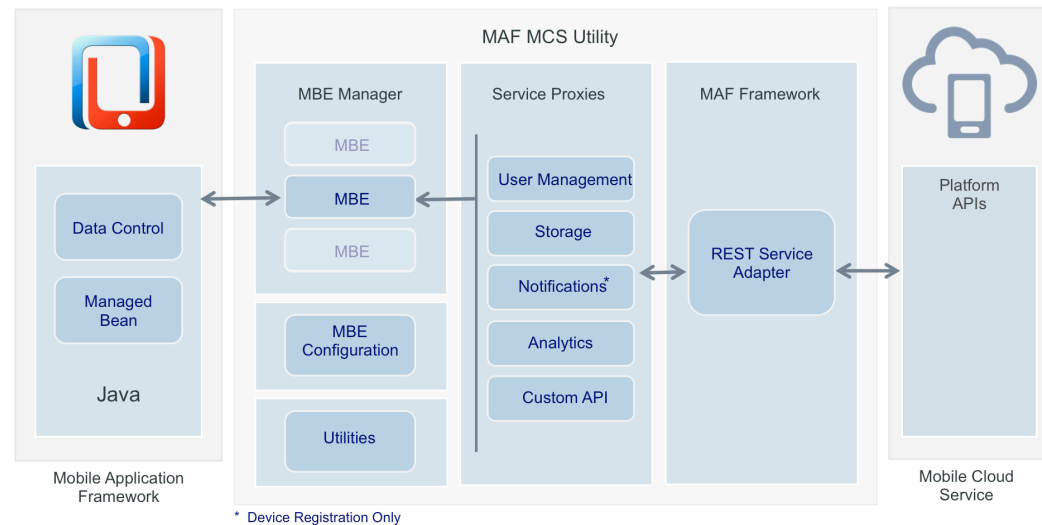 MAF MCS Utility
Data Control
Managed
Bean
Java
Mobile Application
Framework
MBE Manager
MBE
MBE
MBE
MBE
Configuration
Utilities
Service Proxies
User Management
Storage
Notifications*
Analytics
Custom API
MAF Framework
REST Service
Adapter
Platform
APIs
Mobile Cloud
Service
* Device Registration Only